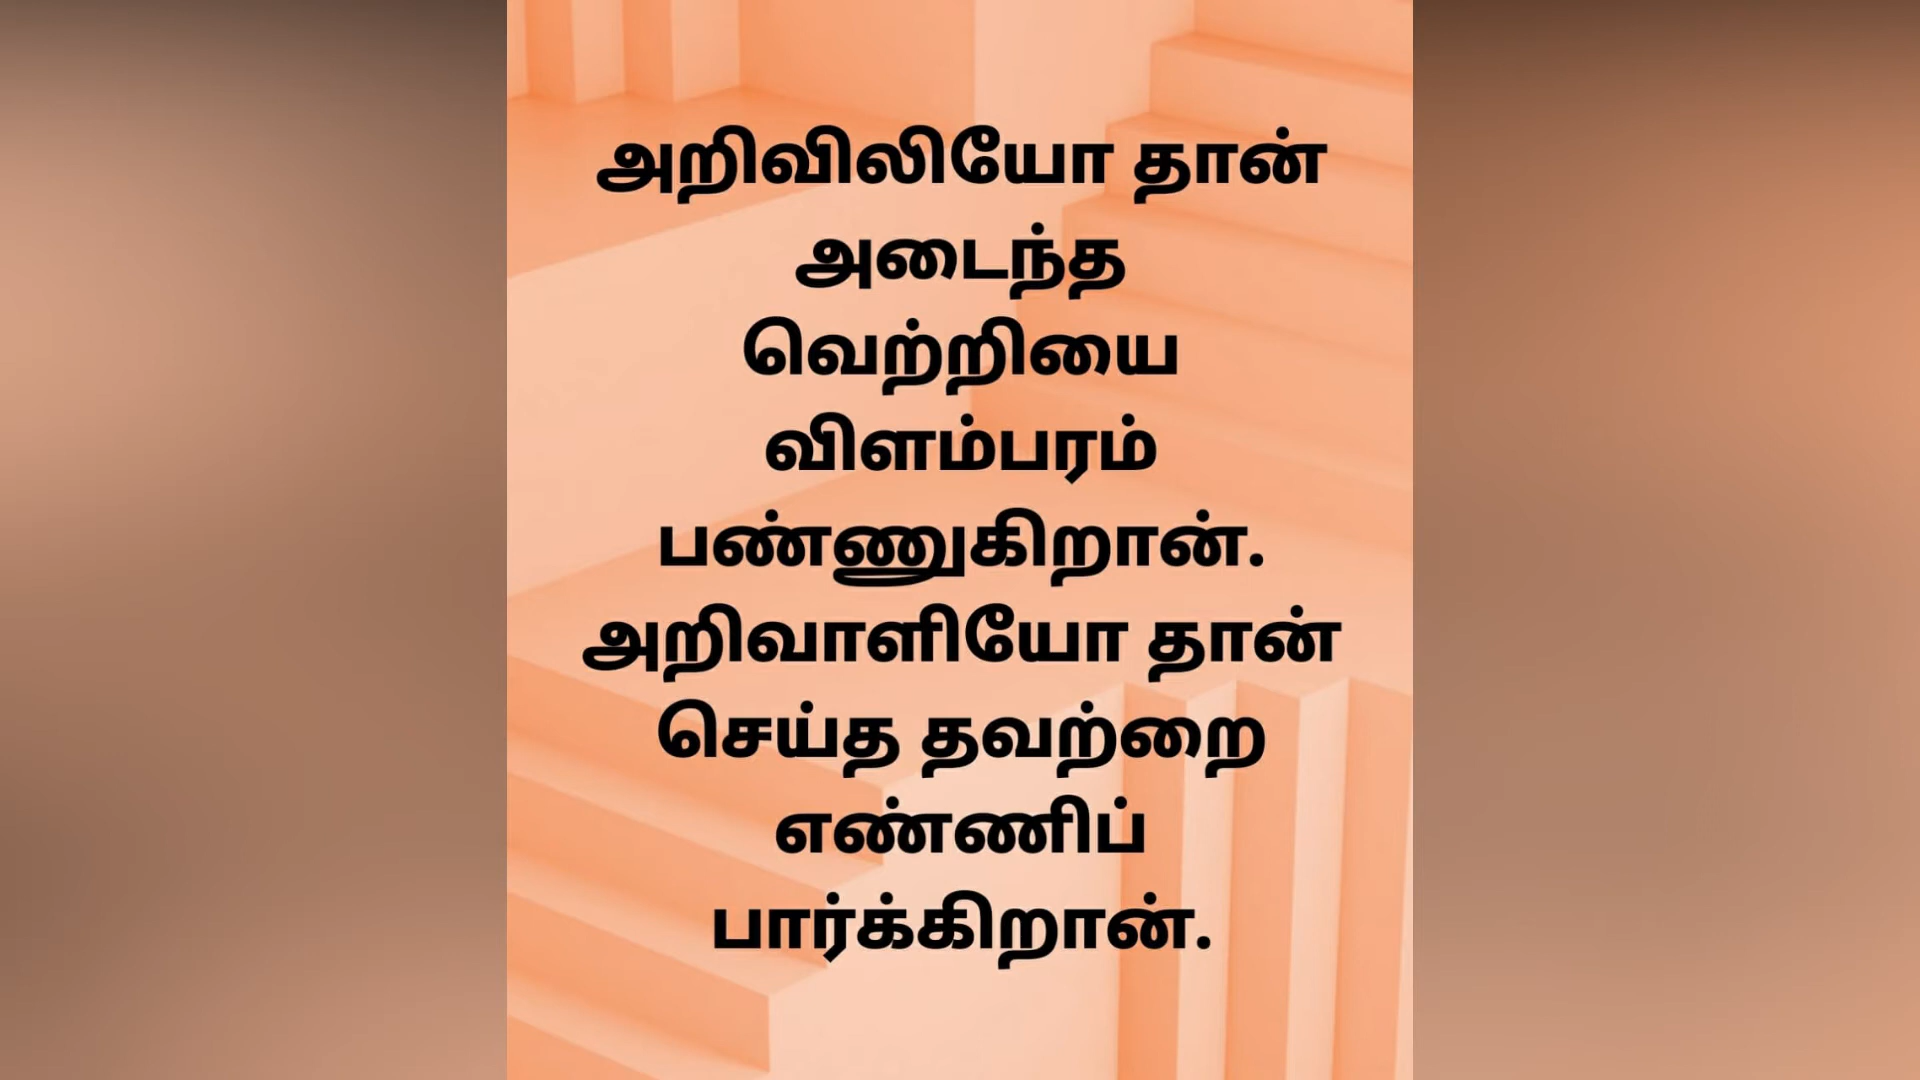 அறிவிலியோ தான்
அடைந்த
வெற்றியை
விளம்பரம்
பண்ணுகிறான்.
அறிவாளியோ தான்
செய்த தவற்றை
எண்ணிப்
பார்க்கிறான்.